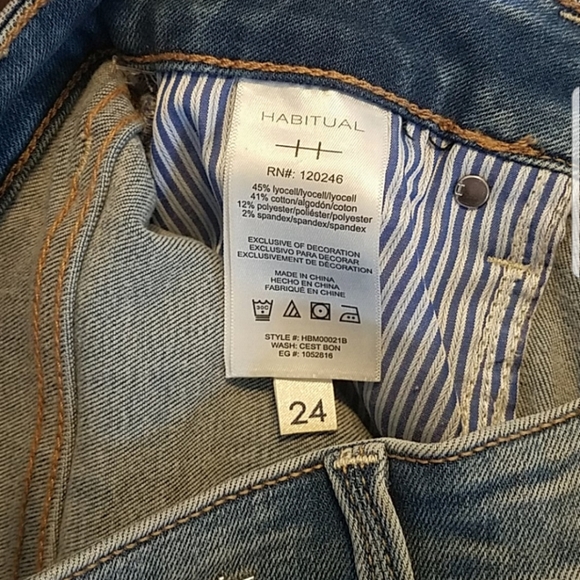 HABITUAL
RN#: 120246
45% lyocell/lyocell/lyocell
41% cotton/algodón/coton
12% polyester/poliéster/polyester
2% spandex/spandex/spandex
EXCLUSIVE OF DECORATION
EXCLUSIVO PARA DECORAR
EXCLUSIVEMENT DE DÉCORATION
MADE IN CHINA
HECHO EN CHINA
FABRIQUÉ EN CHINE
30C
STYLE #: HBM00021B
WASH: CEST BON
EG #: 1052816
24